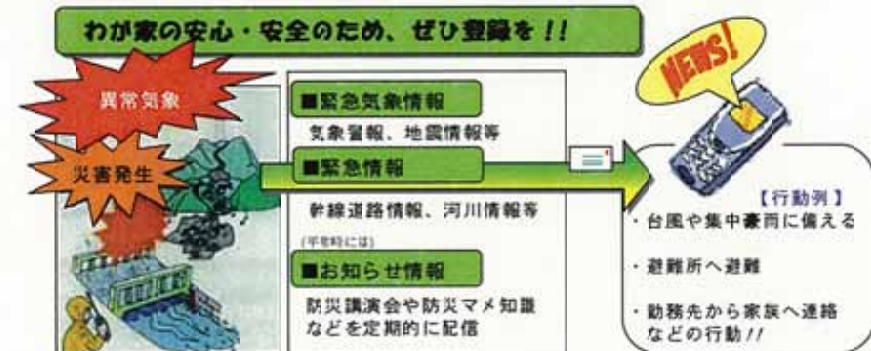 わが家の安心・安全のため、ぜひ登録を!!
異常気象
災害発生
■緊急気象情報
気象警報、地震情報等
■緊急情報
幹線道路情報、河川情報等
(平常時には)
■お知らせ情報
防災講演会や防災マメ知識
などを定期的に配信
NEWS!
【行動例】
・台風や集中豪雨に備える
・避難所へ避難
・勤務先から家族へ連絡
などの行動!!